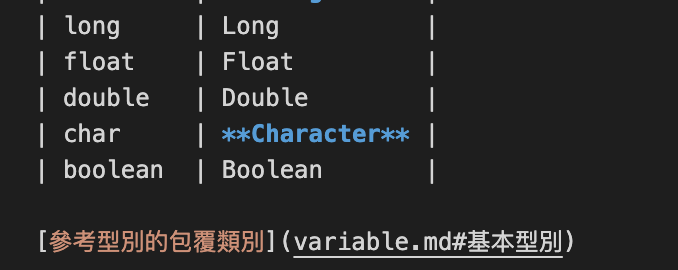 | long | Long |
| float | Float |
| double | Double |
| char | **Character** |
| boolean | Boolean |
[參考型別的包覆類別](variable.md#基本型別)